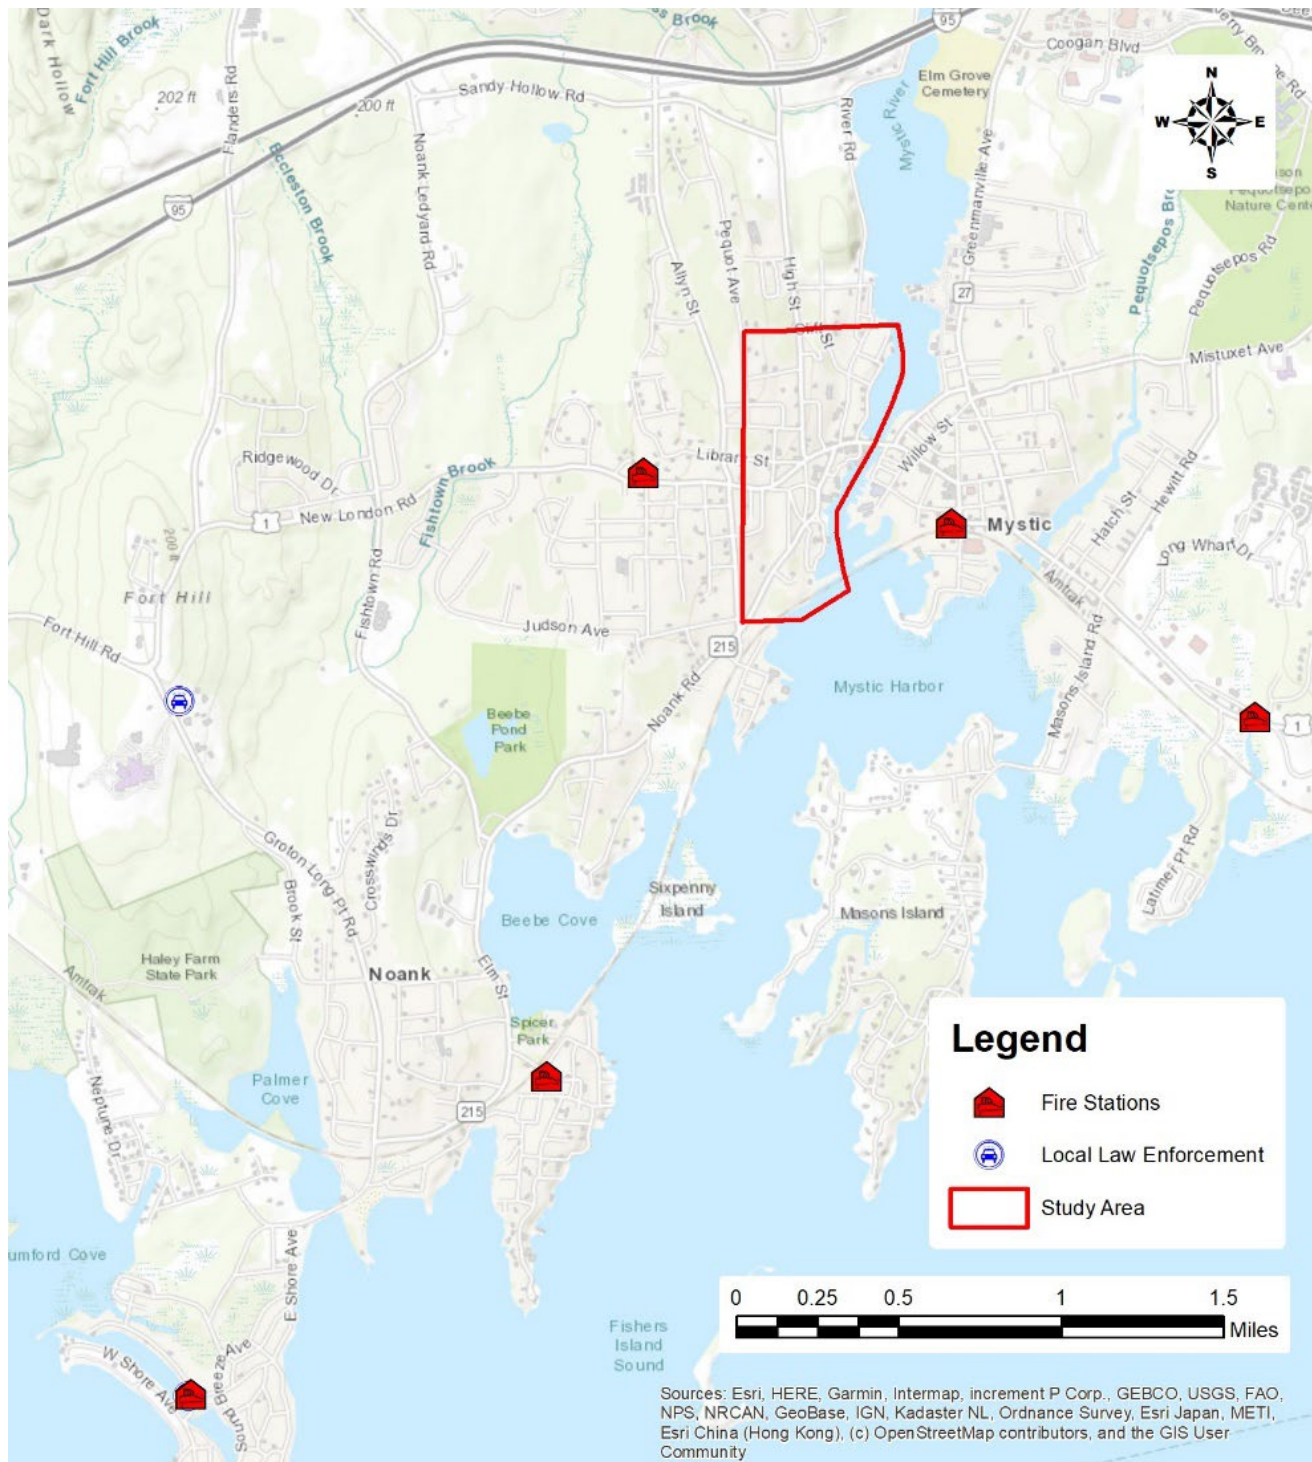 Dark Hollow
Fort Hill Brook
202 ft
Flanders Rd
200 ft
Eccleston Brook
95
Noank Ledyard Rd
Sandy Hollow Rd
ss Brook
95
River Rd
Mystic River
Elm Grove
Cemetery
Coogan Blvd
N
W
E
S
Greenmanville Ave
27
Pequotsepos Rd
Nature Cent
Mistuxet Ave
Allyn St
Pequot Ave
High St
Cliff St
Library St
Willow St
Ridgewood Dr
New London Rd
1
Fishtown Brook
200 ft
Fort Hill
Fort Hill Rd
Fishtown Rd
Judson Ave
215
Noank Rd
Mystic
Hatch St
Hewitt Rd
Long Wharf Dr
Amtrak
Masons Island Rd
Mystic Harbor
1
Beebe
Pond
Park
Groton Long Pt Rd
Brook St
Crosswinds Dr
Latimer Pt Rd
Sixpenny
Island
Masons Island
Beebe Cove
Haley Farm
State Park
Amtrak
Noank
Elm St
Spicer
Park
Palmer
Cove
215
Neptune Dr
umford Cove
E Shore Ave
W Shore Ave
Sound Breeze Ave
Fishers
Island
Sound
Legend
Fire Stations
Local Law Enforcement
Study Area
0 0.25 0.5 1 1.5
Miles
Sources: Esri, HERE, Garmin, Intermap, increment P Corp., GEBCO, USGS, FAO,
NPS, NRCAN, GeoBase, IGN, Kadaster NL, Ordnance Survey, Esri Japan, METI,
Esri China (Hong Kong), (c) OpenStreetMap contributors, and the GIS User
Community